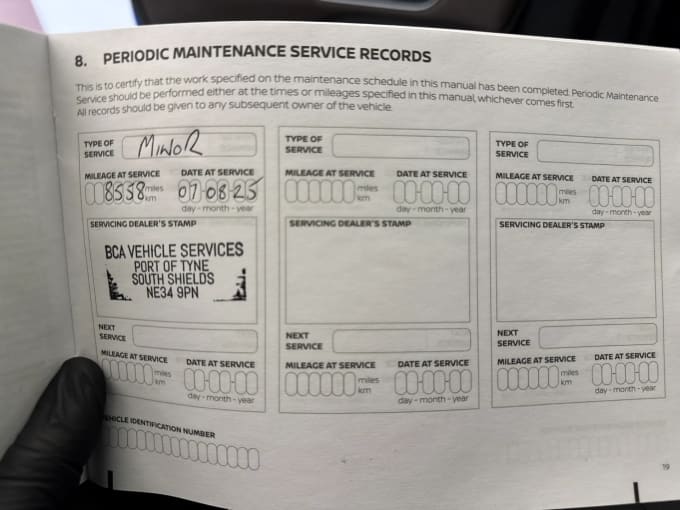 8. PERIODIC MAINTENANCE SERVICE RECORDS
This is to certify that the work specified on the maintenance schedule in this manual has been completed. Periodic Maintenance
Service should be performed either at the times or mileages specified in this manual, whichever comes first.
All records should be given to any subsequent owner of the vehicle.
TYPE OF
SERVICE
MINOR
MILEAGE AT SERVICE DATE AT SERVICE
8538 miles
km
07-08-25
day - month - year
SERVICING DEALER'S STAMP
BCA VEHICLE SERVICES
PORT OF TYNE
SOUTH SHIELDS
NE34 9PN
NEXT
SERVICE
MILEAGE AT SERVICE DATE AT SERVICE
miles
km
day - month - year
VEHICLE IDENTIFICATION NUMBER
TYPE OF
SERVICE
MILEAGE AT SERVICE DATE AT SERVICE
miles
km
day - month - year
SERVICING DEALER'S STAMP
NEXT
SERVICE
MILEAGE AT SERVICE DATE AT SERVICE
miles
km
day - month - year
TYPE OF
SERVICE
MILEAGE AT SERVICE DATE AT SERVICE
miles
km
day - month - year
SERVICING DEALER'S STAMP
NEXT
SERVICE
MILEAGE AT SERVICE DATE AT SERVICE
miles
km
day - month - year
19